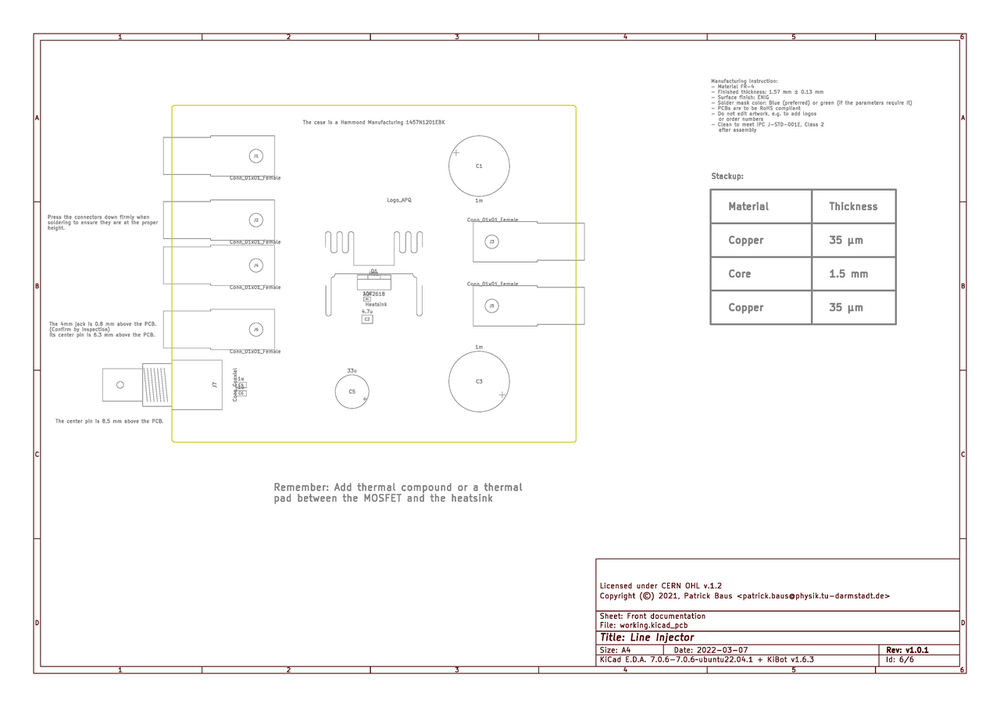 1 2 3 4 5 6
Manufacturing Instruction:
- Material FR-4
- Finished thickness: 1.57 mm ± 0.13 mm
- Surface finish: ENIG
- Solder mask color: Blue (preferred) or green (if the parameters require it)
- PCBs are to be RoHS compliant
- Do not edit artwork, e.g. to add logos
or order numbers
- Clean to meet IPC J-STD-001E, Class 2
after assembly
A A
The case is a Hammond Manufacturing 1457N1201EBK
J1
C1
Conn_01x01_Female
Stackup:
1m
Logo_APQ
Material Thickness
Press the connectors down firmly when
soldering to ensure they are at the proper
height.
J2
Conn_01x01_Female
Copper 35 µm
J3
Conn_01x01_Female
J4
Core 1.5 mm
B B
Conn_01x01_Female
Conn_01x01_Female
Heatsink
J5
Copper 35 µm
4.7u
C2
The 4mm jack is 0.8 mm above the PCB.
(Confirm by inspection)
Its center pin is 6.3 mm above the PCB.
J6
Conn_01x01_Female
1m
33u
J7
Conn_Coaxial
C3
C5
The center pin is 8.5 mm above the PCB.
C C
Remember: Add thermal compound or a thermal
pad between the MOSFET and the heatsink
Licensed under CERN OHL v.1.2
Copyright (©) 2021, Patrick Baus <patrick.baus@physik.tu-darmstadt.de>
Sheet: Front documentation
File: working.kicad_pcb
D D
Title: Line Injector
Size: A4 Date: 2022-03-07 Rev: v1.0.1
KiCad E.D.A. 7.0.6-7.0.6~ubuntu22.04.1 + KiBot v1.6.3 Id: 6/6
1 2 3 4 5 6